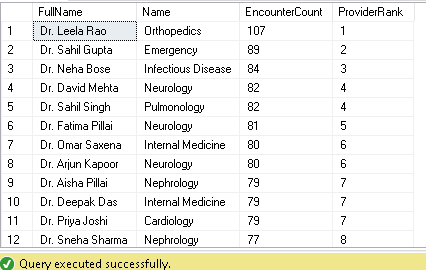 FullName Name EncounterCount ProviderRank
1 Dr. Leela Rao Orthopedics 107 1
2 Dr. Sahil Gupta Emergency 89 2
3 Dr. Neha Bose Infectious Disease 84 3
4 Dr. David Mehta Neurology 82 4
5 Dr. Sahil Singh Pulmonology 82 4
6 Dr. Fatima Pillai Neurology 81 5
7 Dr. Omar Saxena Internal Medicine 80 6
8 Dr. Arjun Kapoor Neurology 80 6
9 Dr. Aisha Pillai Nephrology 79 7
10 Dr. Deepak Das Internal Medicine 79 7
11 Dr. Priya Joshi Cardiology 79 7
12 Dr. Sneha Sharma Nephrology 77 8
Query executed successfully.